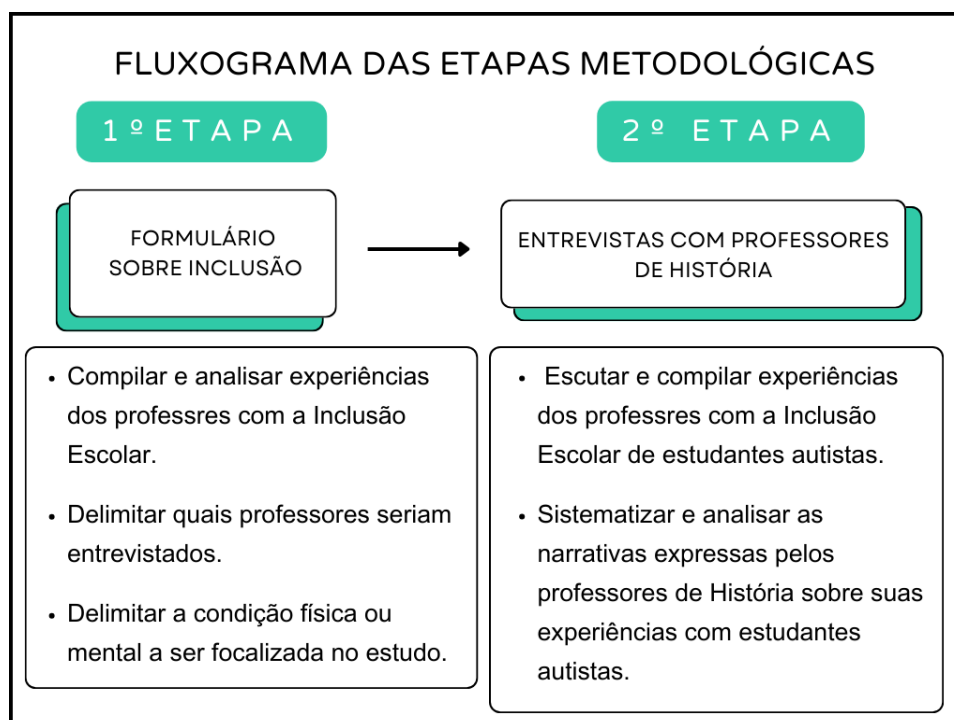 FLUXOGRAMA DAS ETAPAS METODOLÓGICAS
1º ETAPA
FORMULÁRIO
SOBRE INCLUSÃO
• Compilar e analisar experiências
dos professres com a Inclusão
Escolar.
• Delimitar quais professores seriam
entrevistados.
• Delimitar a condição física ou
mental a ser focalizada no estudo.
2º ETAPA
ENTREVISTAS COM PROFESSORES
DE HISTÓRIA
• Escutar e compilar experiências
dos professres com a Inclusão
Escolar de estudantes autistas.
• Sistematizar e analisar as
narrativas expressas pelos
professores de História sobre suas
experiências com estudantes
autistas.